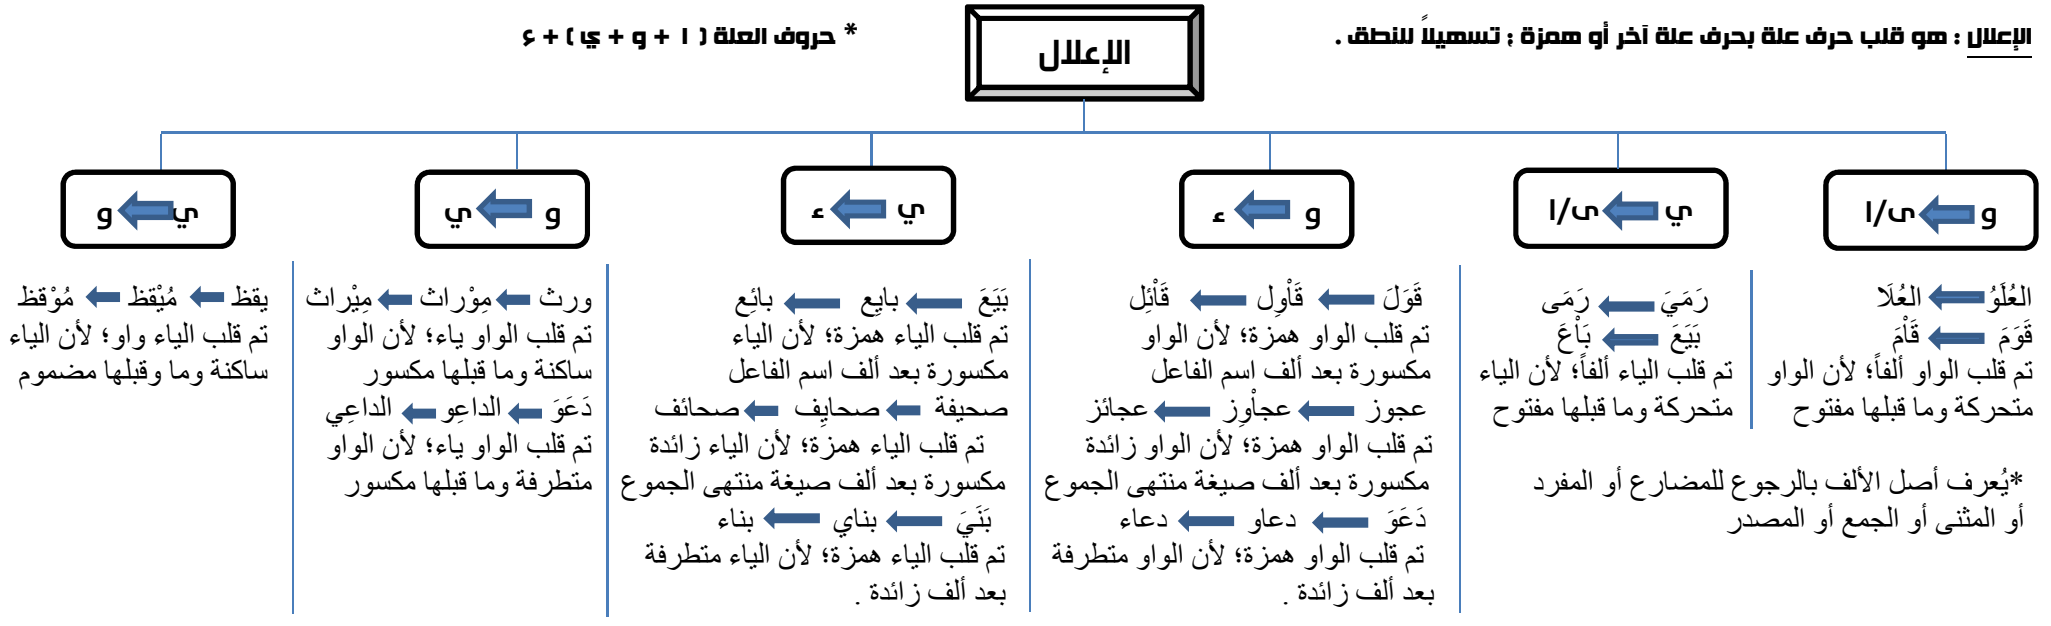 الإعلال : هو قلب حرف علة بحرف علة آخر أو همزة ؛ تسهيلاً للنطق .
الإعلال
* حروف العلة ( ا + و + ي ) + ء
و ى/ا
ي ى/ا
و ء
ي ء
و ي
ي و
العُلَوُ العُلَا
قَوَمَ قَاْمَ
تم قلب الواو ألفاً؛ لأن الواو
متحركة وما قبلها مفتوح
رَمَيَ رَمَى
بَيَعَ بَاْعَ
تم قلب الياء ألفاً؛ لأن الياء
متحركة وما قبلها مفتوح
*يُعرف أصل الألف بالرجوع للمضارع أو المفرد
أو المثنى أو الجمع أو المصدر
قَوَلَ قَاْوِل قَاْئِل
تم قلب الواو همزة؛ لأن الواو
مكسورة بعد ألف اسم الفاعل
عجوز عجاْوِز عجائز
تم قلب الواو همزة؛ لأن الواو زائدة
مكسورة بعد ألف صيغة منتهى الجموع
دَعَوَ دعاو دعاء
تم قلب الواو همزة؛ لأن الواو متطرفة
بعد ألف زائدة .
بَيَعَ بايِع بائِع
تم قلب الياء همزة؛ لأن الياء
مكسورة بعد ألف اسم الفاعل
صحيفة صحايِف صحائف
تم قلب الياء همزة؛ لأن الياء زائدة
مكسورة بعد ألف صيغة منتهى الجموع
بَنَيَ بناي بناء
تم قلب الياء همزة؛ لأن الياء متطرفة
بعد ألف زائدة .
ورث مِوْراث مِيْراث
تم قلب الواو ياء؛ لأن الواو
ساكنة وما قبلها مكسور
دَعَوَ الداعِو الداعِي
تم قلب الواو ياء؛ لأن الواو
متطرفة وما قبلها مكسور
يقظ مُيْقظ مُوْقظ
تم قلب الياء واو؛ لأن الياء
ساكنة وما وقبلها مضموم